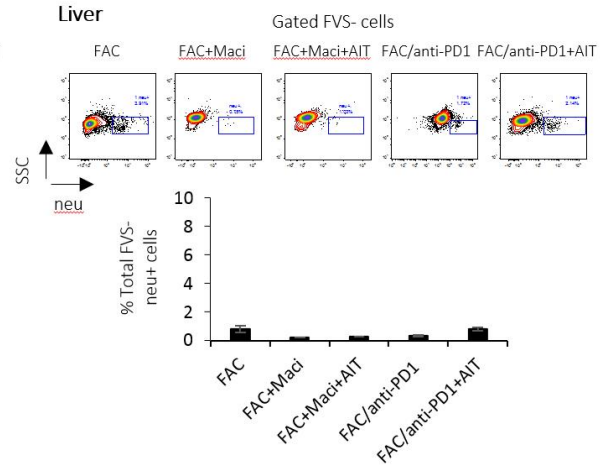 Liver
Gated FVS- cells
FAC FAC+Maci FAC+Maci+AIT FAC/anti-PD1 FAC/anti-PD1+AIT
SSC
neu
% Total FVS-
neu+ cells
10
8
6
4
2
0
FAC
FAC+Maci
FAC+Maci+AIT
FAC/anti-PD1
FAC/anti-PD1+AIT